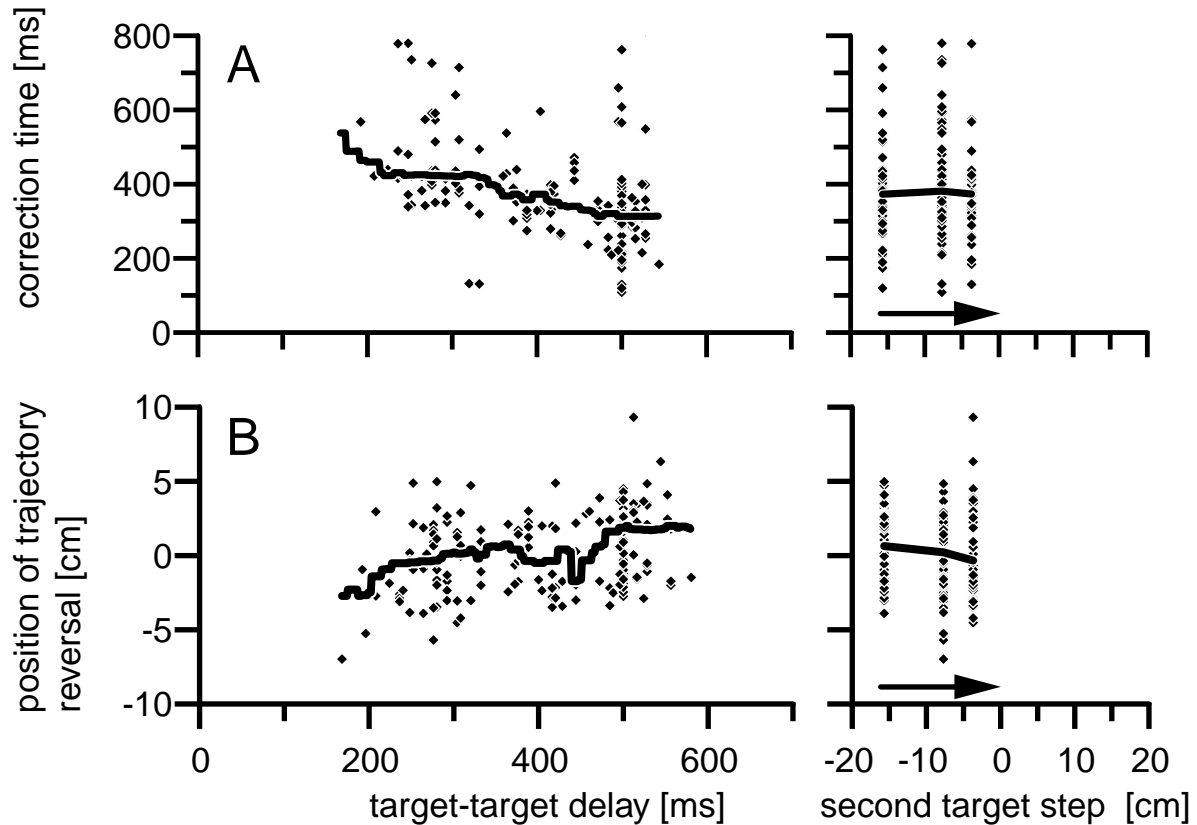 correction time [ms]
800
600
400
200
0
A
position of trajectory
reversal [cm]
10
5
0
-5
-10
B
0 200 400 600
target-target delay [ms]
-20 -10 0 10 20
second target step [cm]